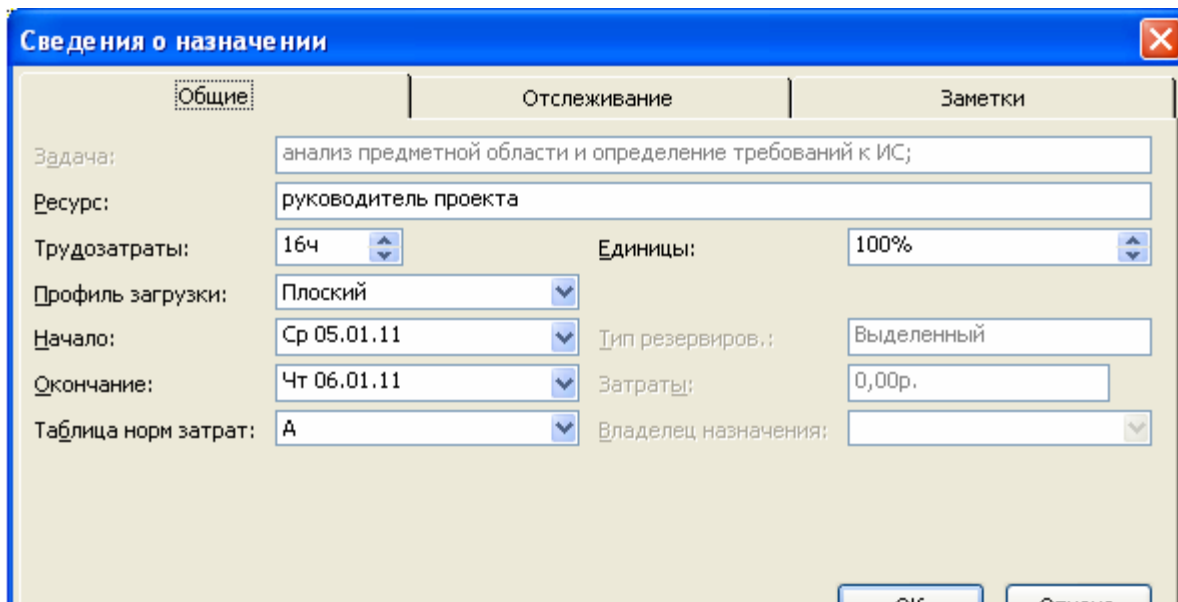 Сведения о назначении
Общие Отслеживание Заметки
Задача: анализ предметной области и определение требований к ИС;
Ресурс: руководитель проекта
Трудозатраты: 16ч Единицы: 100%
Профиль загрузки: Плоский
Начало: Ср 05.01.11 Тип резервиров.: Выделенный
Окончание: Чт 06.01.11 Затраты: 0,00р.
Таблица норм затрат: A Владелец назначения: